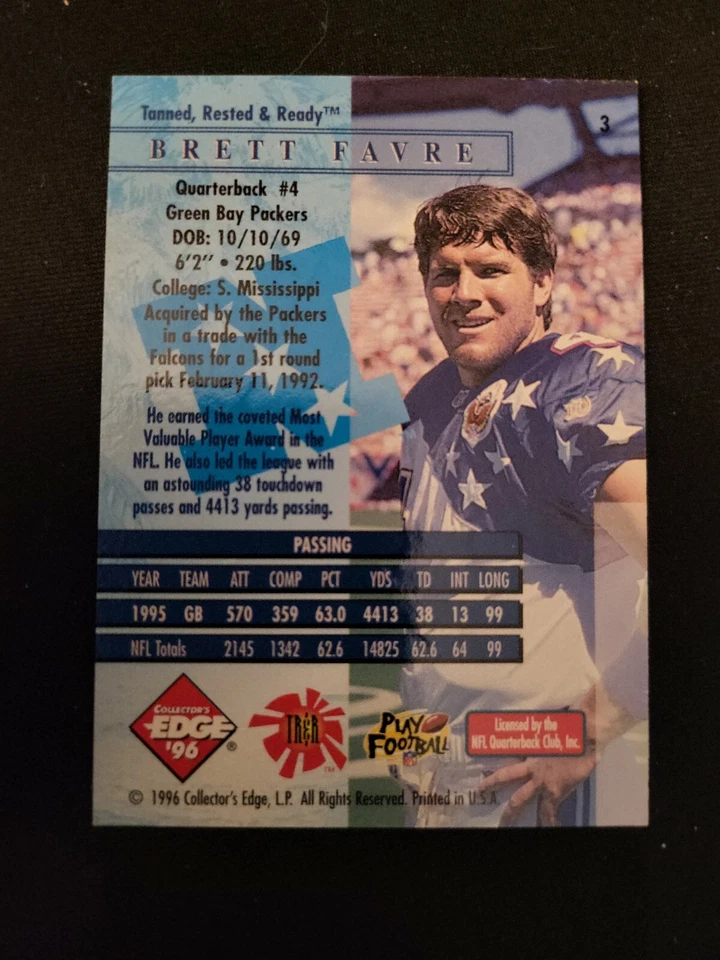 Tanned, Rested & Ready™
3
BRETT FAVRE
Quarterback #4
Green Bay Packers
DOB: 10/10/69
6'2'' • 220 lbs.
College: S. Mississippi
Acquired by the Packers
in a trade with the
Falcons for a 1st round
pick February 11, 1992.
He earned the coveted Most
Valuable Player Award in the
NFL. He also led the league with
an astounding 38 touchdown
passes and 4413 yards passing.
PASSING
YEAR TEAM ATT COMP PCT YDS TD INT LONG
1995 GB 570 359 63.0 4413 38 13 99
NFL Totals 2145 1342 62.6 14825 62.6 64 99
COLLECTOR'S
EDGE
'96 ®
TR&R
TM
PLAY
FOOTBALL
Licensed by the
NFL Quarterback Club, Inc.
© 1996 Collector's Edge, L.P. All Rights Reserved. Printed in U.S.A.